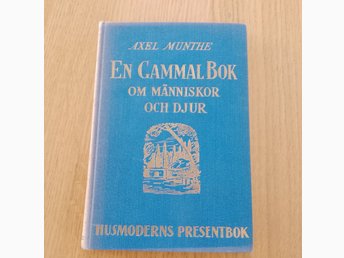 AXEL MUNTHE
EN GAMMAL BOK
OM MÄNNISKOR
OCH DJUR
HUSMODERNS PRESENTBOK